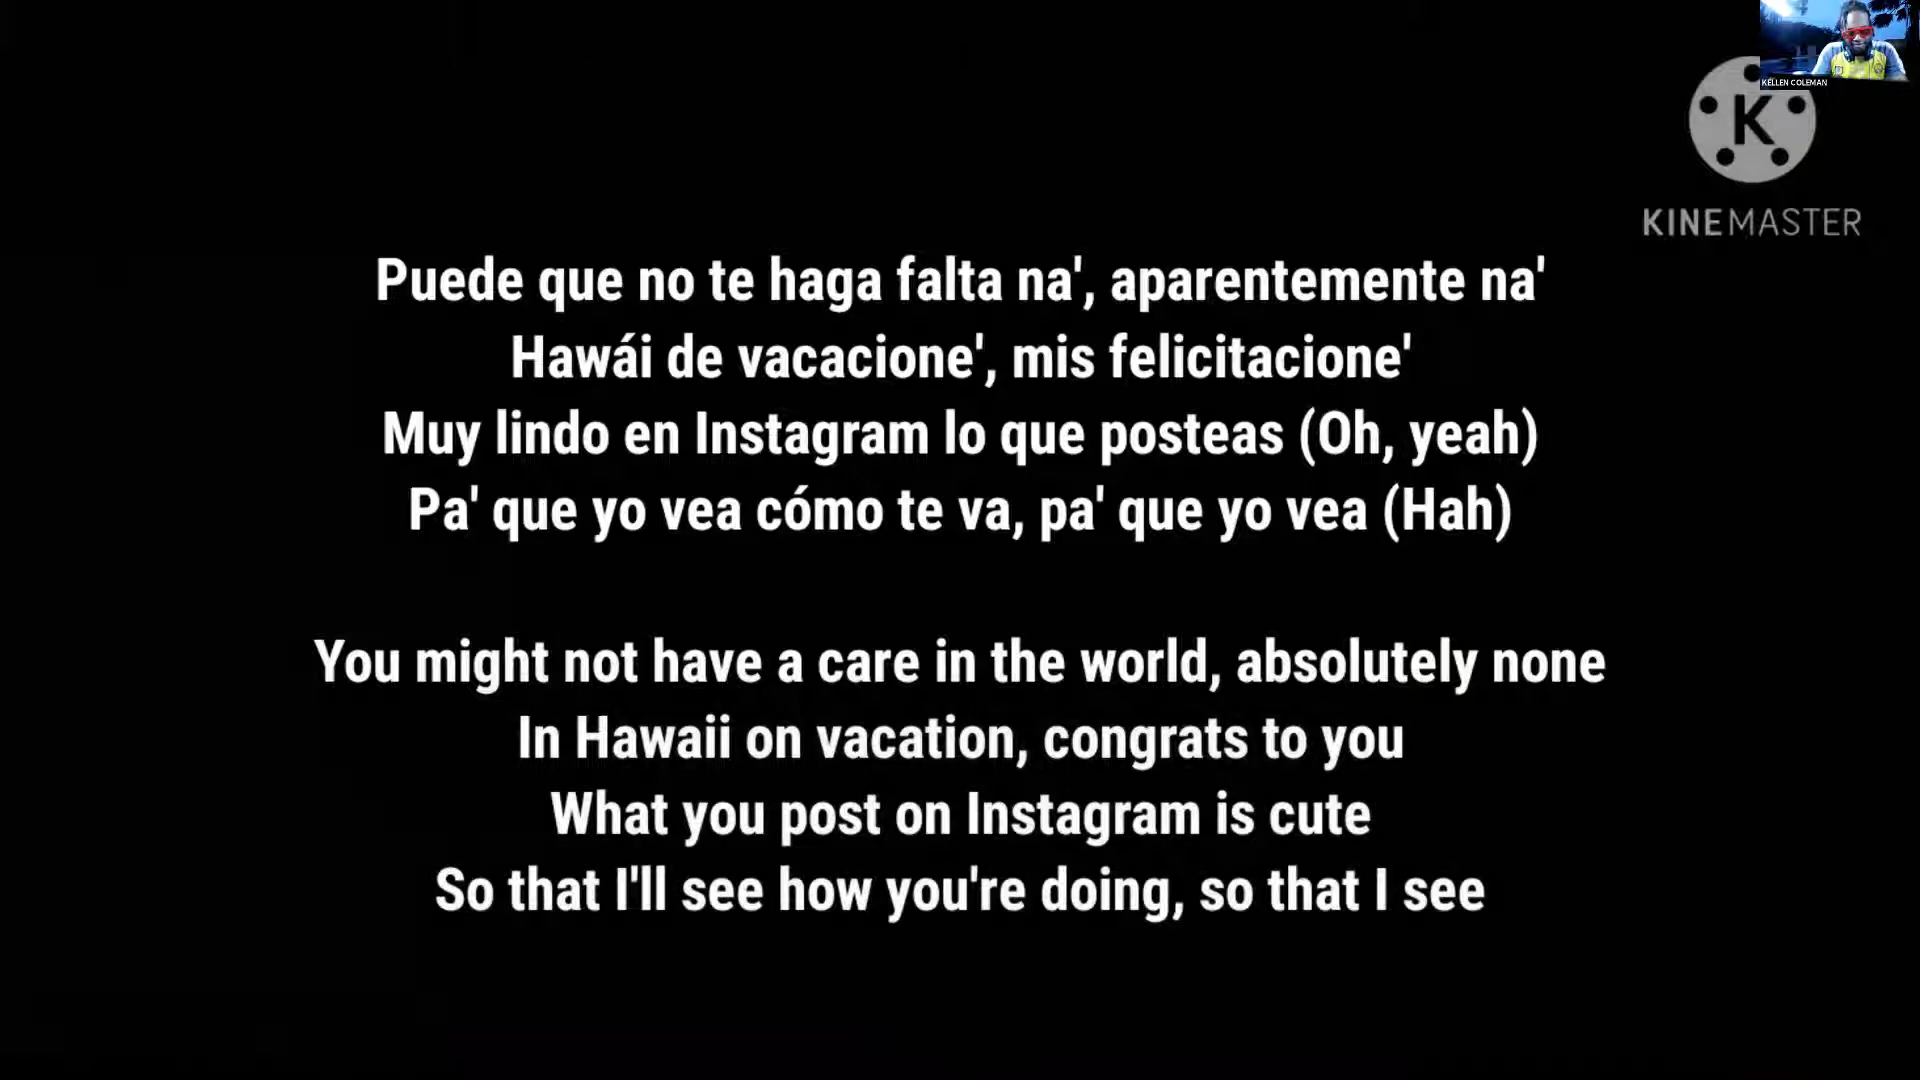 KELLEN COLEMAN
K
KINEMASTER
Puede que no te haga falta na', aparentemente na'
Hawái de vacacione', mis felicitacione'
Muy lindo en Instagram lo que posteas (Oh, yeah)
Pa' que yo vea cómo te va, pa' que yo vea (Hah)
You might not have a care in the world, absolutely none
In Hawaii on vacation, congrats to you
What you post on Instagram is cute
So that I'll see how you're doing, so that I see